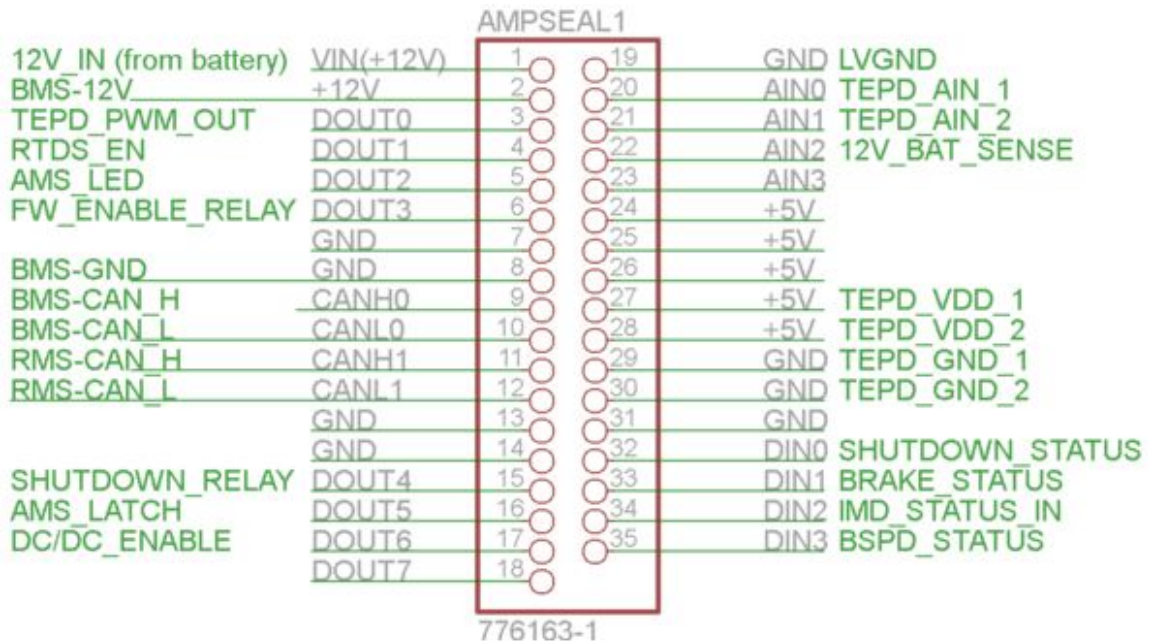 AMPSEAL1
12V_IN (from battery) VIN(+12V) 1 19 GND LVGND
BMS-12V +12V 2 20 AIN0 TEPD_AIN_1
TEPD_PWM_OUT DOUT0 3 21 AIN1 TEPD_AIN_2
RTDS_EN DOUT1 4 22 AIN2 12V_BAT_SENSE
AMS_LED DOUT2 5 23 AIN3
FW_ENABLE_RELAY DOUT3 6 24 +5V
GND 7 25 +5V
BMS-GND GND 8 26 +5V
BMS-CAN_H CANH0 9 27 +5V TEPD_VDD_1
BMS-CAN_L CANL0 10 28 +5V TEPD_VDD_2
RMS-CAN_H CANH1 11 29 GND TEPD_GND_1
RMS-CAN_L CANL1 12 30 GND TEPD_GND_2
GND 13 31 GND
GND 14 32 DIN0 SHUTDOWN_STATUS
SHUTDOWN_RELAY DOUT4 15 33 DIN1 BRAKE_STATUS
AMS_LATCH DOUT5 16 34 DIN2 IMD_STATUS_IN
DC/DC_ENABLE DOUT6 17 35 DIN3 BSPD_STATUS
DOUT7 18
776163-1